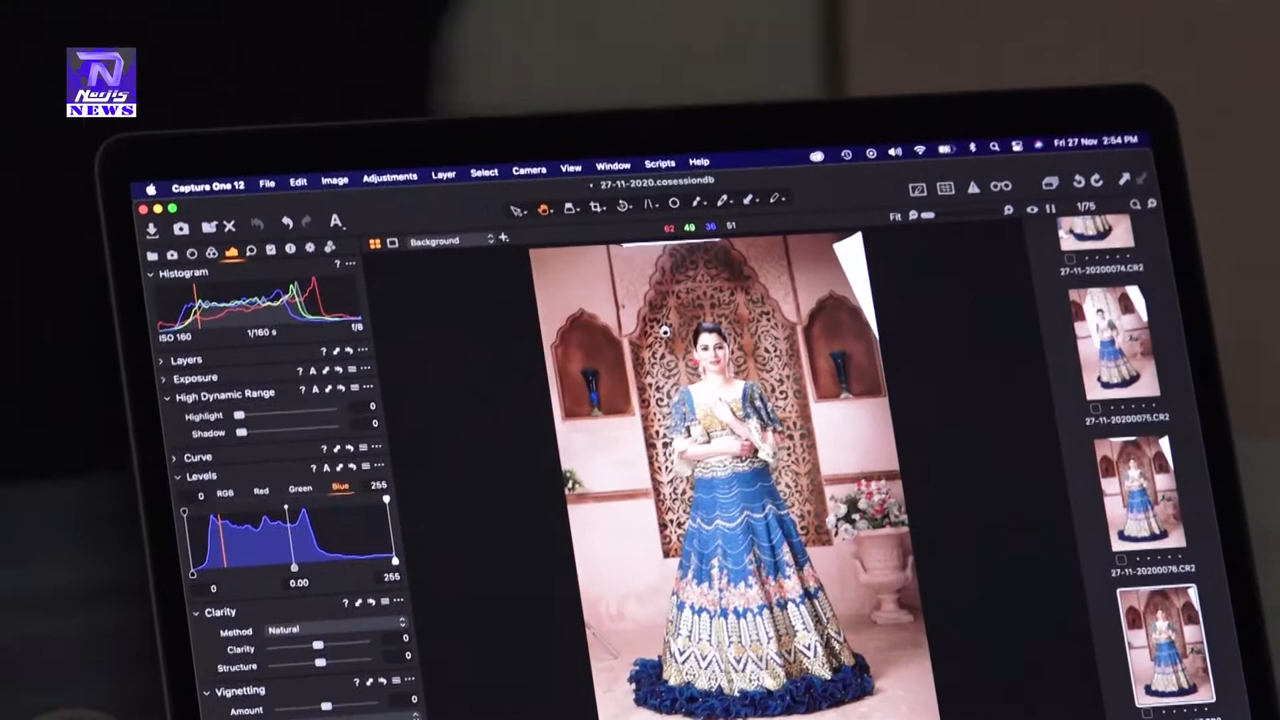 Nerjis
NEWS
Capture One 12 File Edit Image Adjustments Layer Select Camera View Window Scripts Help Fri 27 Nov 2:54 PM
27-11-2020.cosessiondb
A
Fit 1/75
62 49 36 51
Background
Histogram
ISO 160 1/160 s f/8
Layers
Exposure
High Dynamic Range
Highlight 0
Shadow 0
Curve
Levels
0 RGB Red Green Blue 255
0 0.00 255
Clarity
Method Natural
Clarity 0
Structure 0
Vignetting
Amount 0
27-11-20200074.CR2
27-11-20200075.CR2
27-11-20200076.CR2